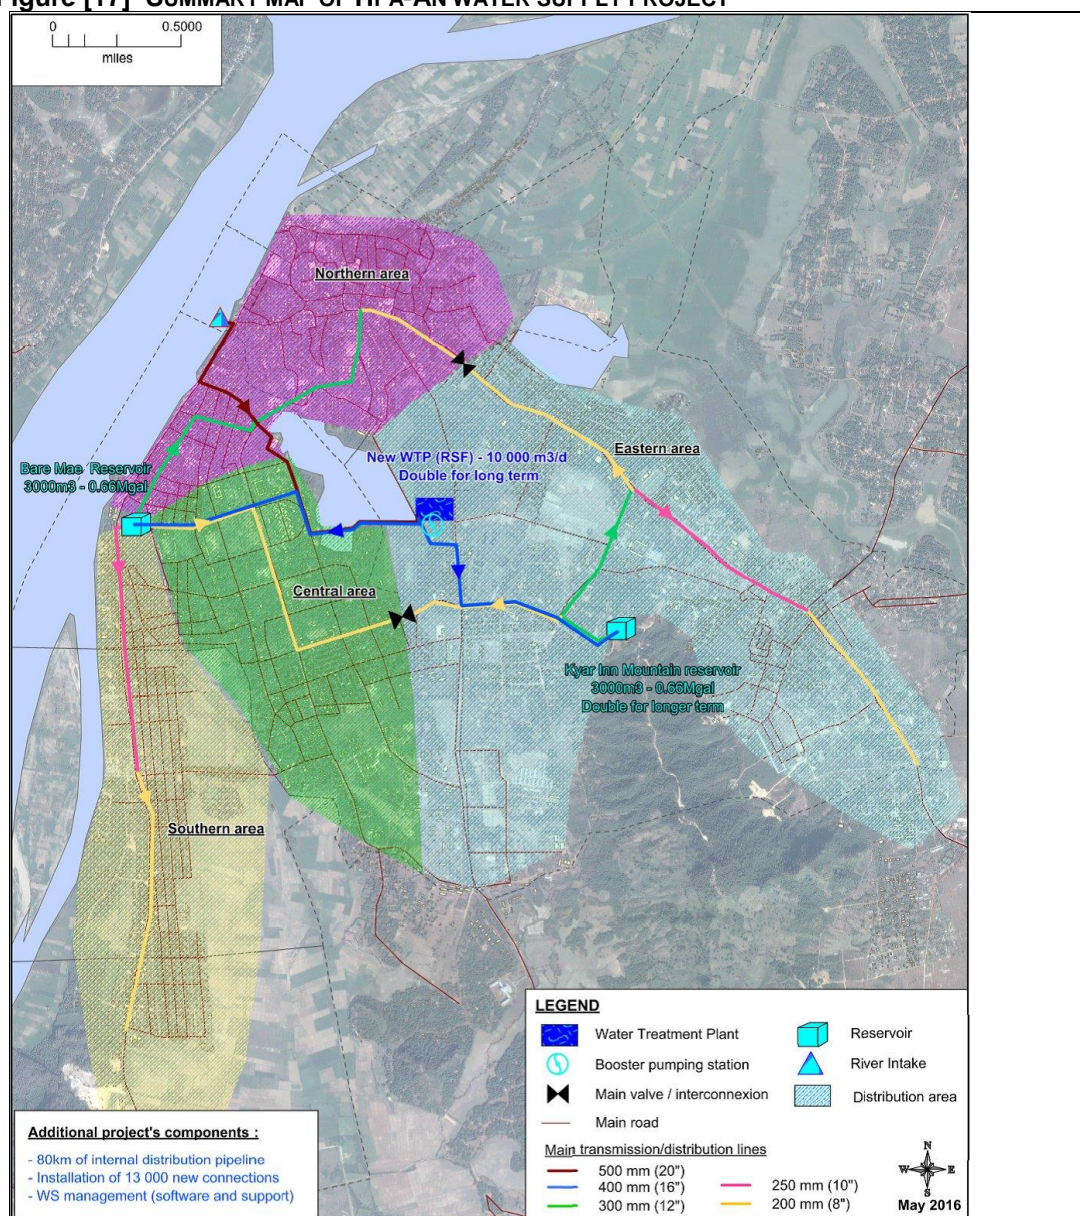 Figure [17] SUMMARY MAP OF HPA-AN WATER SUPPLY PROJECT
0 0.5000
miles
Northern area
Bare Mae Reservoir
3000m3 - 0.66Mgal
New WTP (RSF) - 10 000 m3/d
Double for long term
Eastern area
Central area
Kyar Inn Mountain reservoir
3000m3 - 0.66Mgal
Double for longer term
Southern area
Additional project's components :
- 80km of internal distribution pipeline
- Installation of 13 000 new connections
- WS management (software and support)
LEGEND
Water Treatment Plant
Booster pumping station
Main valve / interconnexion
Main road
Reservoir
River Intake
Distribution area
Main transmission/distribution lines
500 mm (20")
400 mm (16")
300 mm (12")
250 mm (10")
200 mm (8")
N
W E
S
May 2016